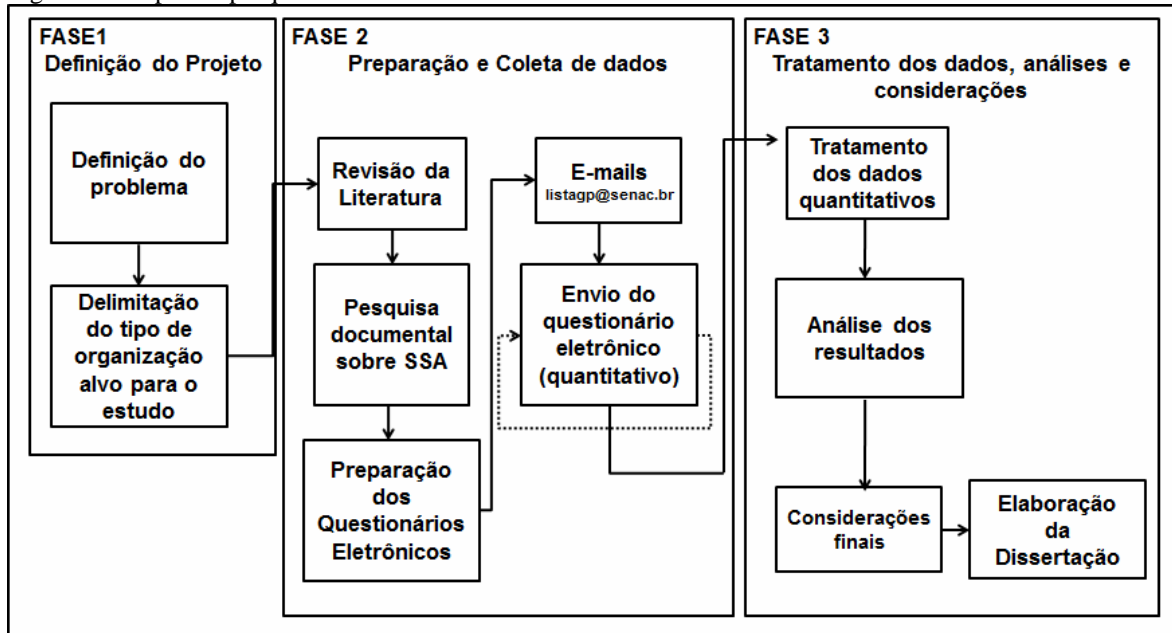 FASE1
Definição do Projeto
Definição do
problema
Delimitação
do tipo de
organização
alvo para o
estudo
FASE 2
Preparação e Coleta de dados
Revisão da
Literatura
Pesquisa
documental
sobre SSA
Preparação
dos
Questionários
Eletrônicos
E-mails
listagp@senac.br
Envio do
questionário
eletrônico
(quantitativo)
FASE 3
Tratamento dos dados, análises e
considerações
Tratamento
dos dados
quantitativos
Análise dos
resultados
Considerações
finais
Elaboração
da
Dissertação